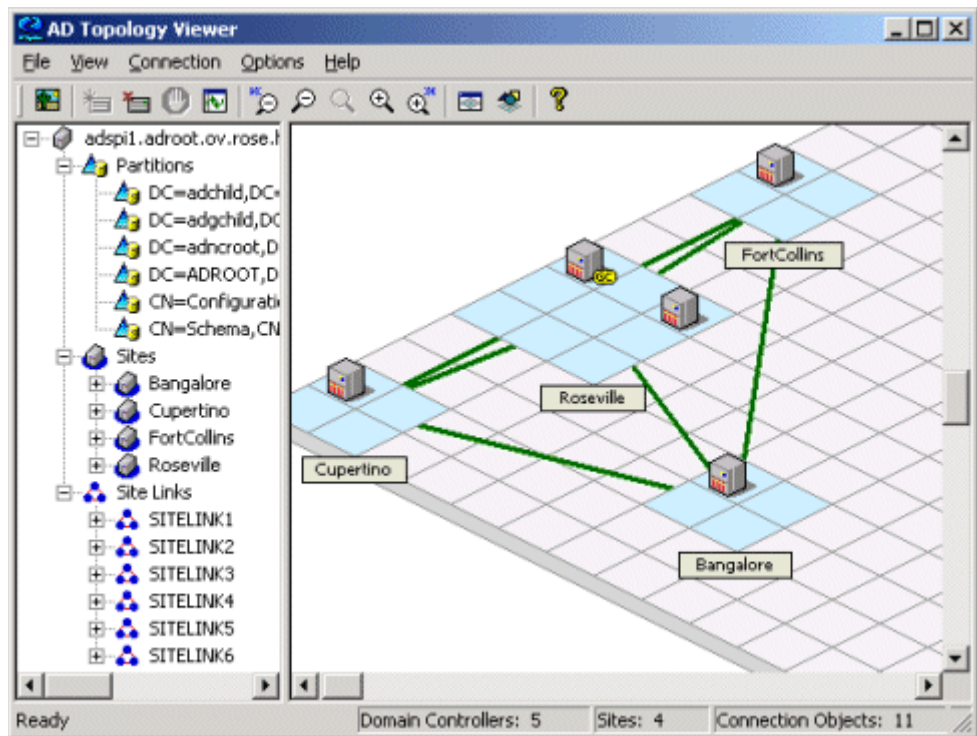 AD Topology Viewer
File View Connection Options Help
adspi1.adroot.ov.rose.h
Partitions
DC=adchild,DC=
DC=adgchild,DC
DC=adncroot,D
DC=ADROOT,D
CN=Configurati
CN=Schema,CN
Sites
Bangalore
Cupertino
FortCollins
Roseville
Site Links
SITELINK1
SITELINK2
SITELINK3
SITELINK4
SITELINK5
SITELINK6
FortCollins
GC
Roseville
Cupertino
Bangalore
Ready
Domain Controllers: 5
Sites: 4
Connection Objects: 11